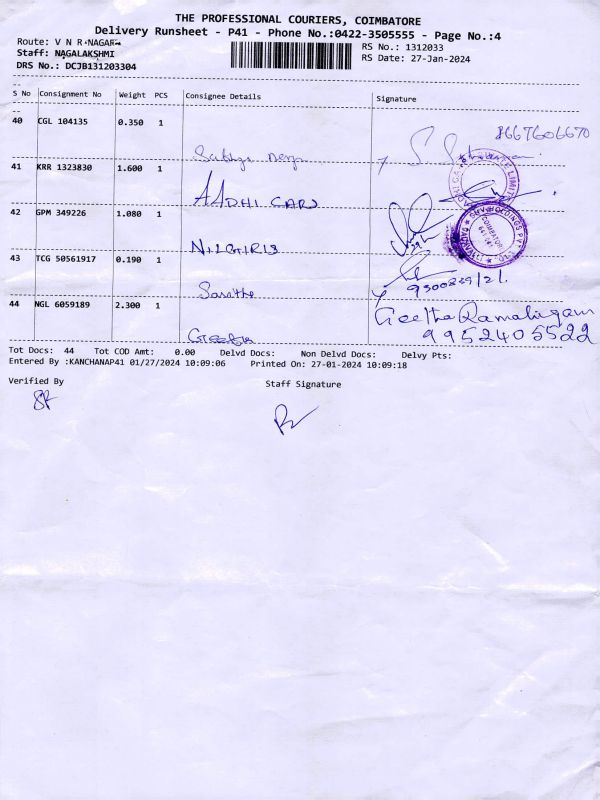 THE PROFESSIONAL COURIERS, COIMBATORE
Delivery Runsheet - P41 - Phone No.:0422-3505555 - Page No.:4
Route: V N R NAGAR
RS No.: 1312033
Staff: NAGALAKSHMI
RS Date: 27-Jan-2024
DRS No.: DCJB131203304
S No Consignment No Weight PCS Consignee Details Signature
40 CGL 104135 0.350 1
8667606670
41 KRR 1323830 1.600 1
AADHI CARS
42 GPM 349226 1.080 1
NILGIRIS
43 TCG 50561917 0.190 1
Saritha
44 NGL 6059189 2.300 1
Geetha Ramalingam
9952405522
Geetha
Tot Docs: 44 Tot COD Amt: 0.00 Delvd Docs: Non Delvd Docs: Delvy Pts:
Entered By :KANCHANAP41 01/27/2024 10:09:06 Printed On: 27-01-2024 10:09:18
Verified By
Staff Signature